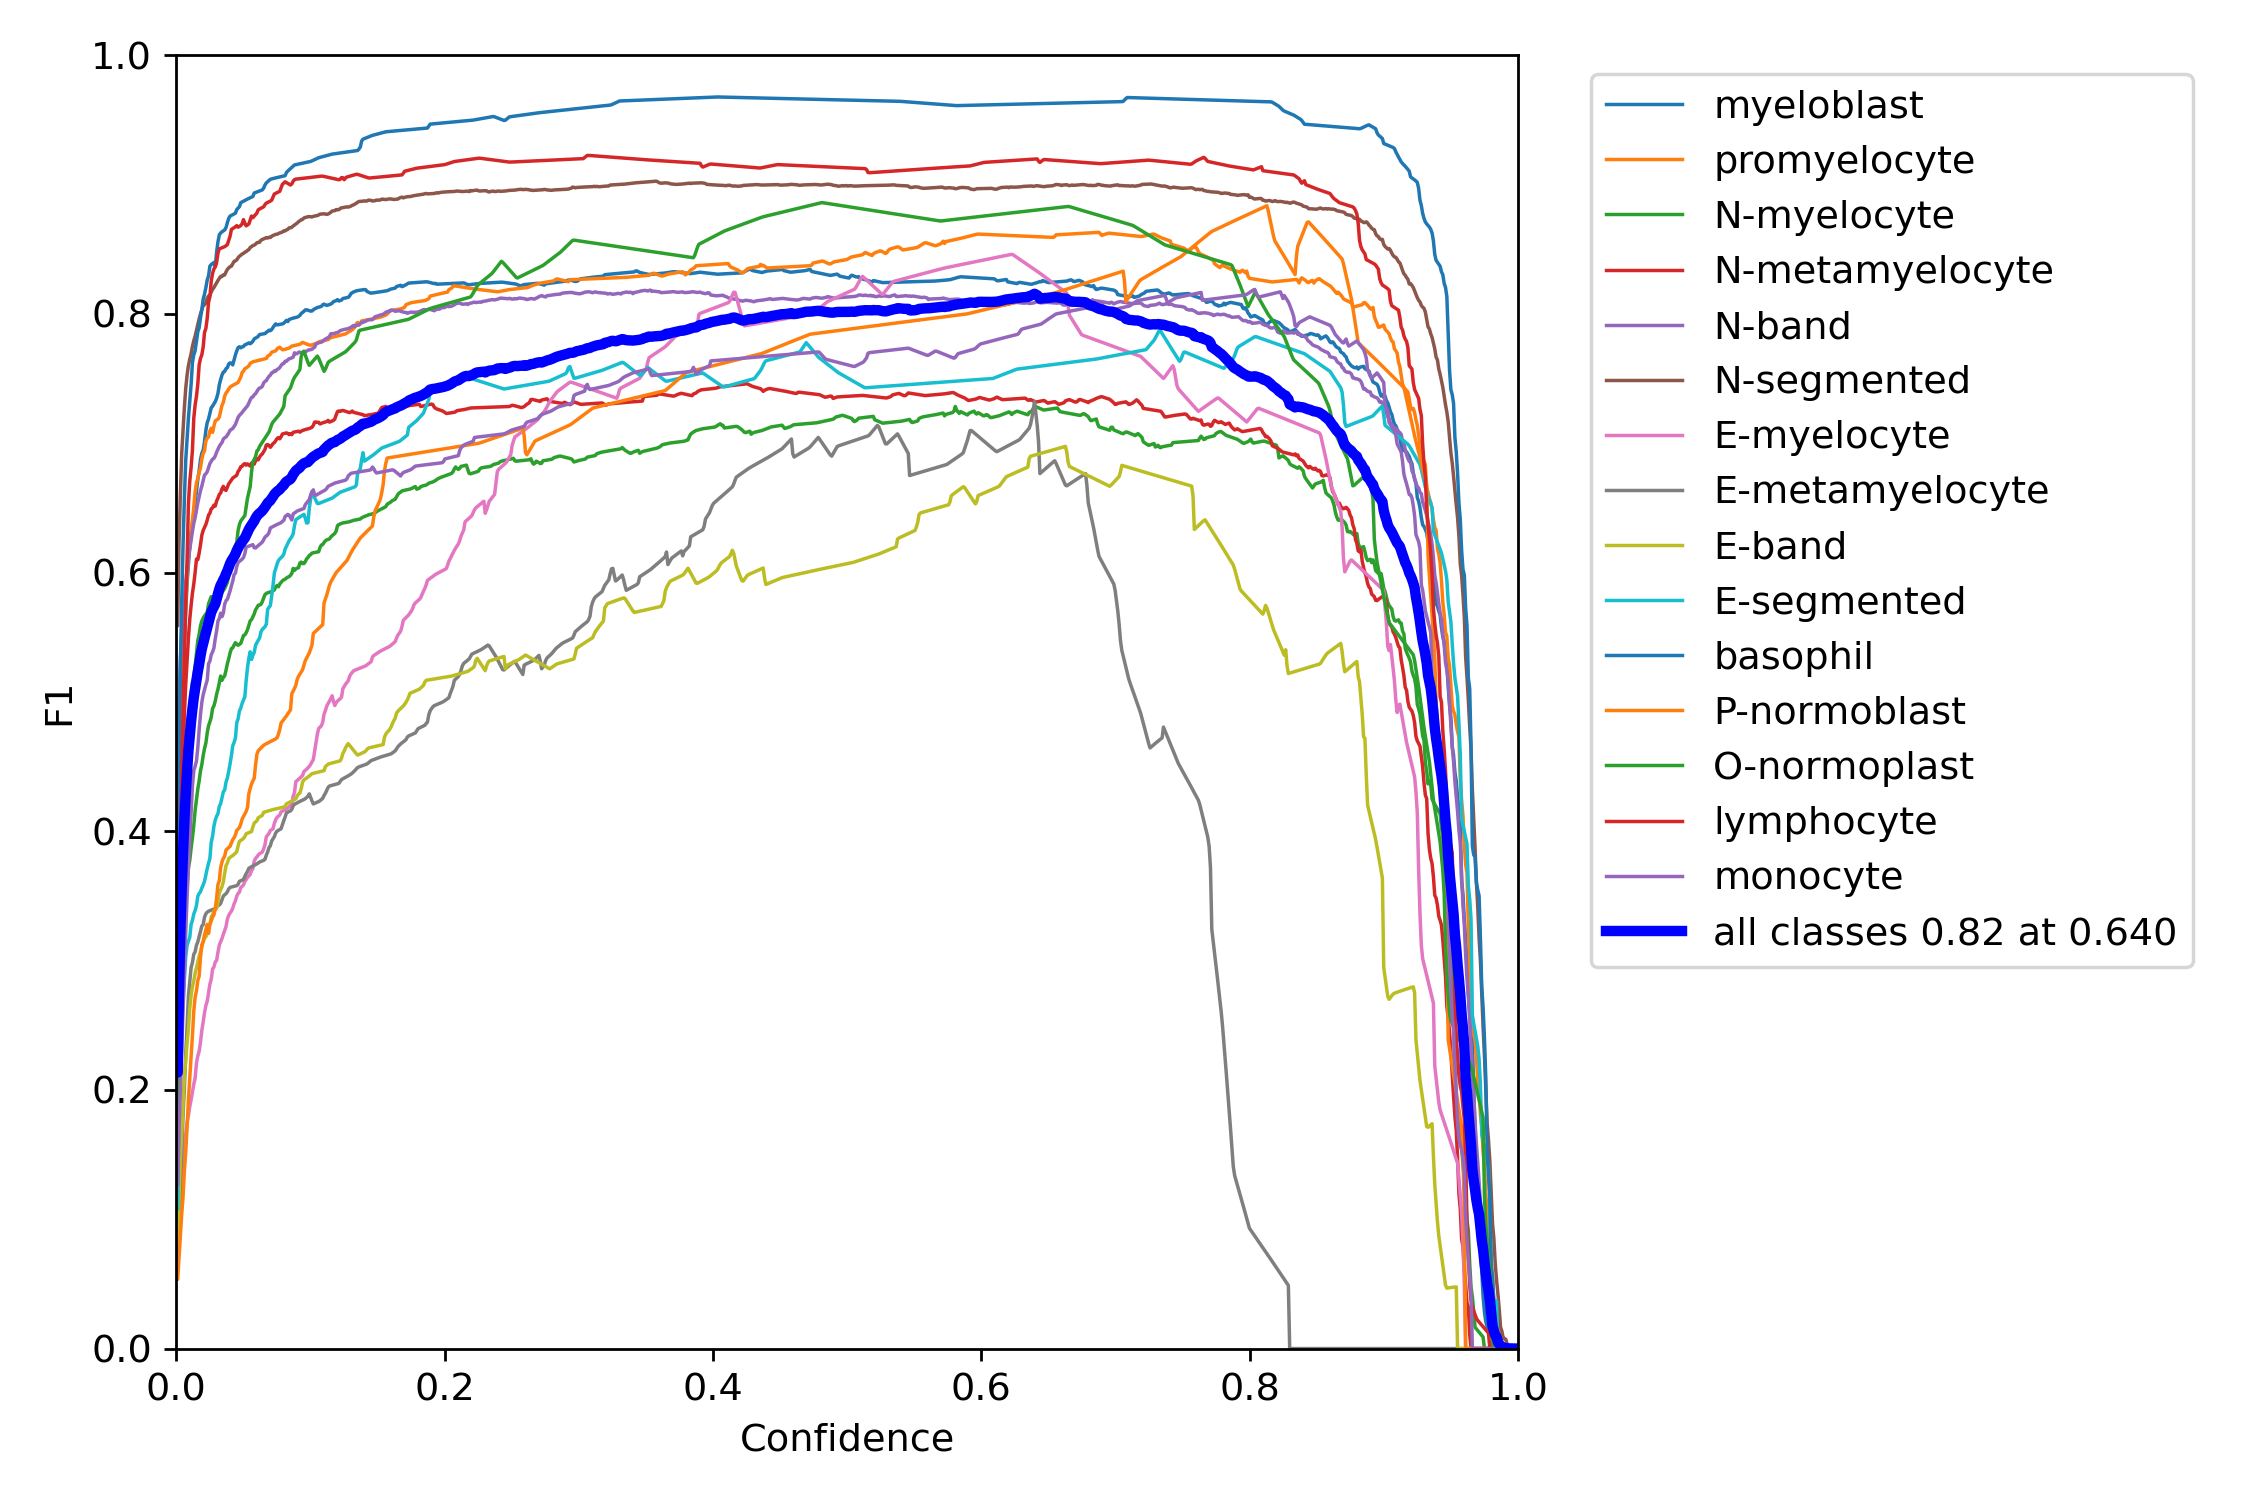 1.0
0.8
0.6
0.4
0.2
0.0
F1
0.0 0.2 0.4 0.6 0.8 1.0
Confidence
myeloblast
promyelocyte
N-myelocyte
N-metamyelocyte
N-band
N-segmented
E-myelocyte
E-metamyelocyte
E-band
E-segmented
basophil
P-normoblast
O-normoplast
lymphocyte
monocyte
all classes 0.82 at 0.640